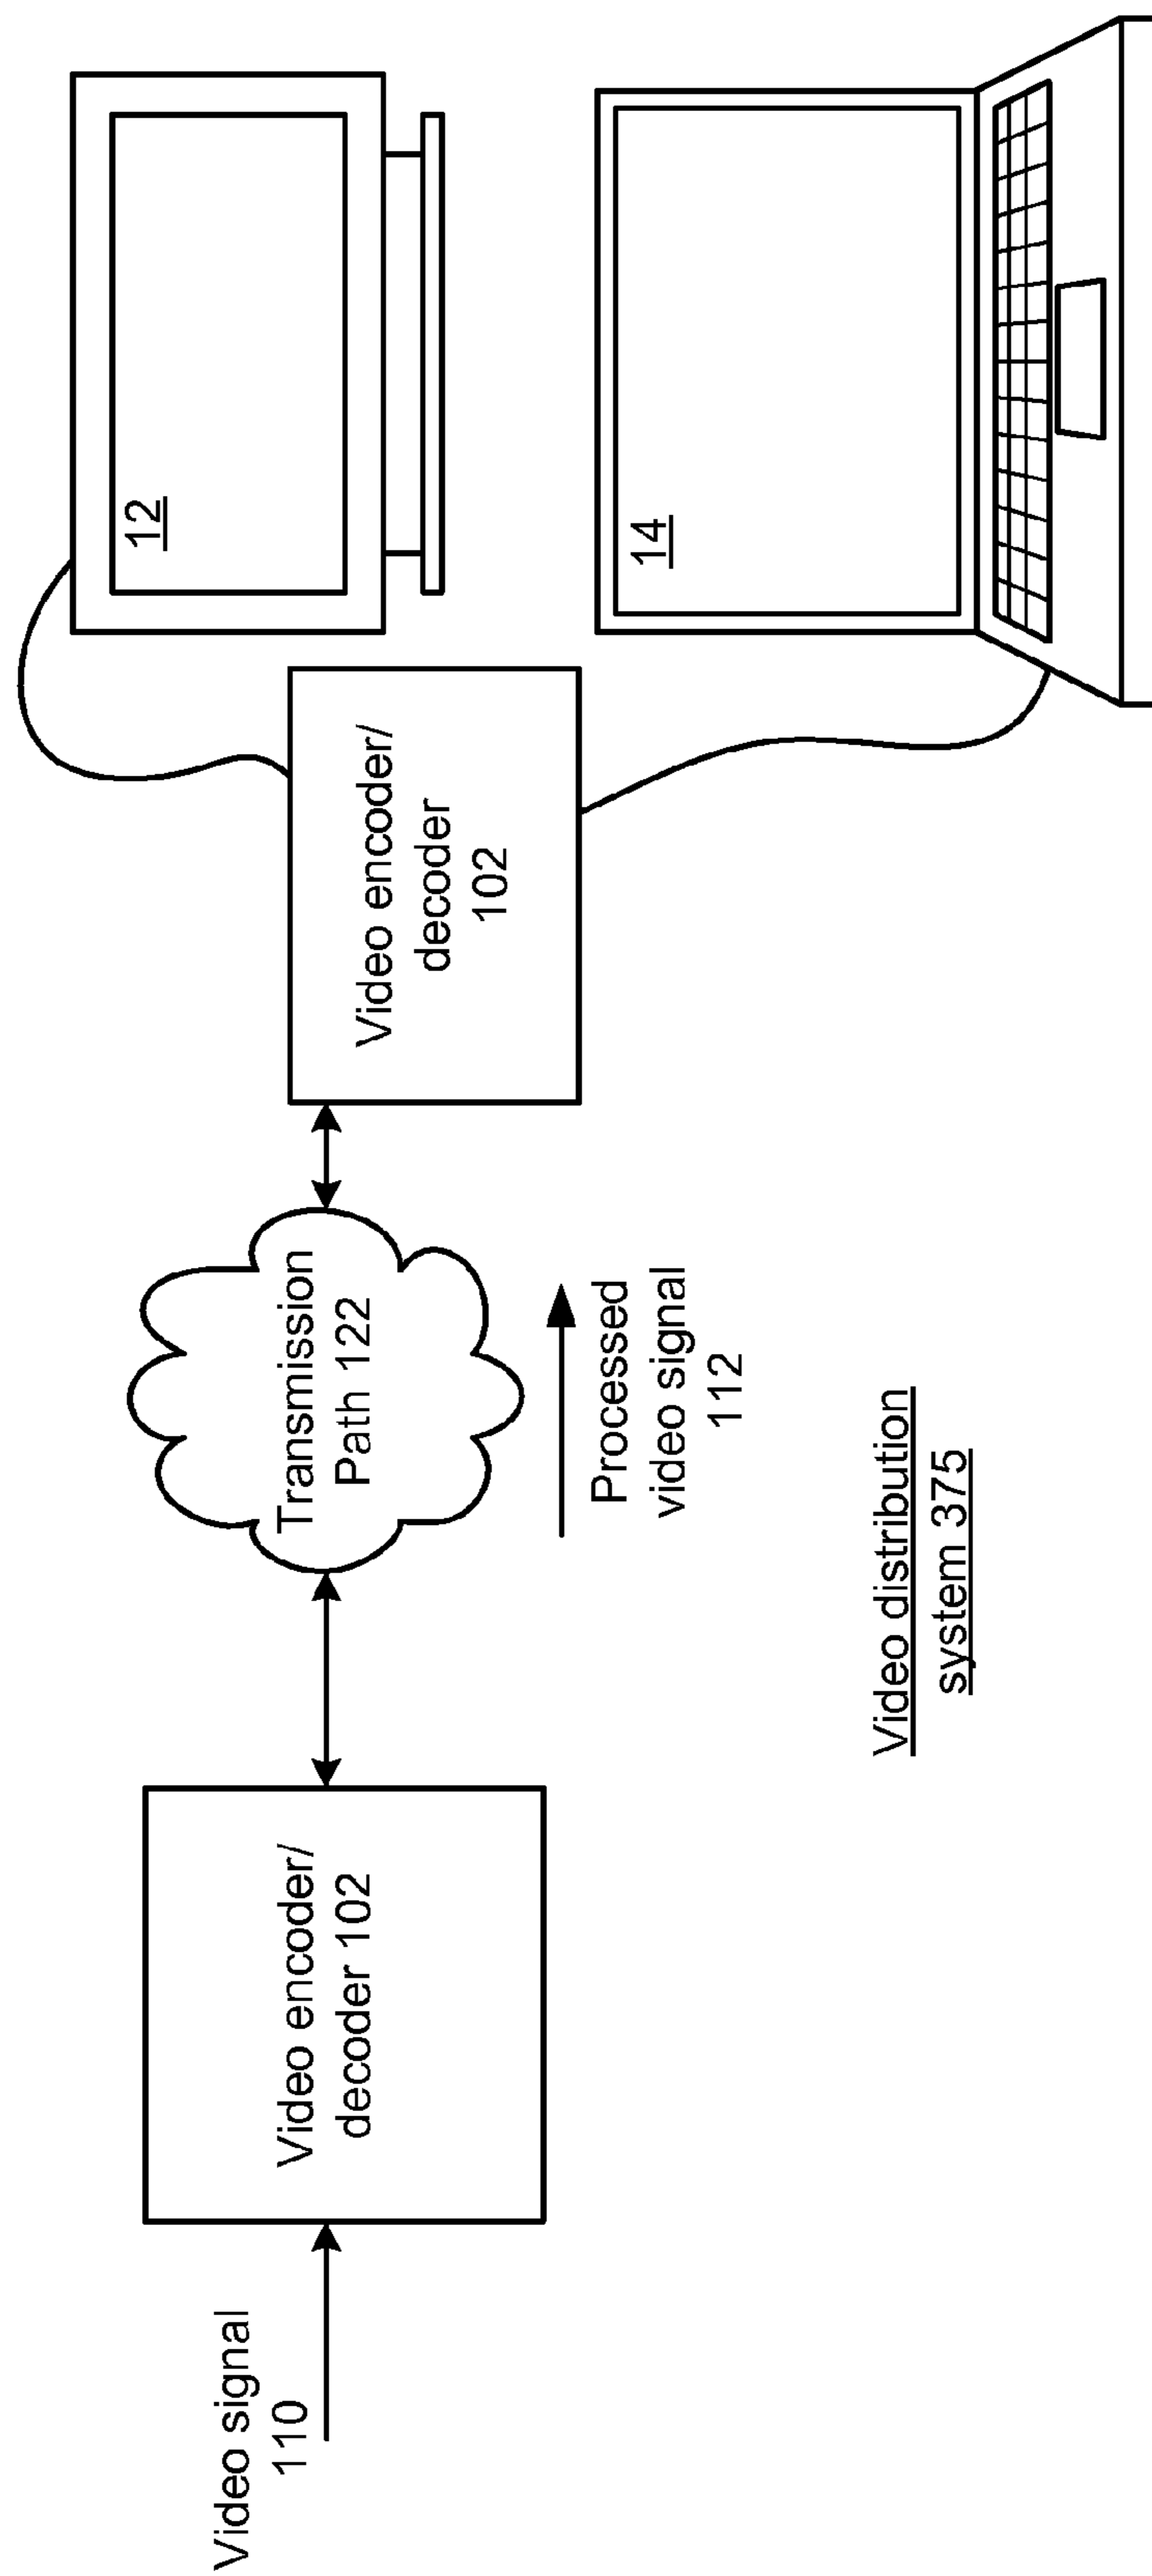 Video signal
110
Video encoder/
decoder 102
Transmission
Path 122
Processed
video signal
112
Video encoder/
decoder
102
12
14
Video distribution
system 375